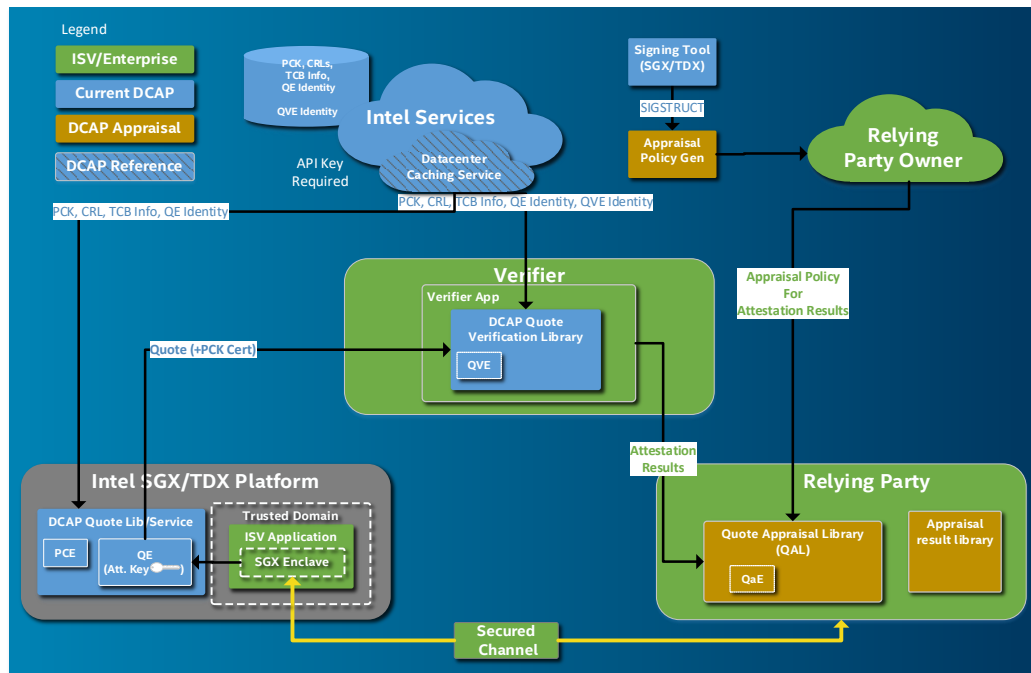 Legend
ISV/Enterprise
Current DCAP
DCAP Appraisal
DCAP Reference
PCK, CRLs,
TCB Info,
QE Identity
QVE Identity
Intel Services
Datacenter
Caching Service
API Key
Required
Signing Tool
(SGX/TDX)
SIGSTRUCT
Appraisal
Policy Gen
Relying
Party Owner
PCK, CRL, TCB Info, QE Identity
PCK, CRL, TCB Info, QE Identity, QVE Identity
Verifier
Verifier App
DCAP Quote
Verification Library
QVE
Appraisal Policy
For
Attestation Results
Quote (+PCK Cert)
Attestation
Results
Intel SGX/TDX Platform
DCAP Quote Lib/Service
PCE
QE
(Att. Key )
Trusted Domain
ISV Application
SGX Enclave
Relying Party
Quote Appraisal Library
(QAL)
QaE
Appraisal
result library
Secured
Channel